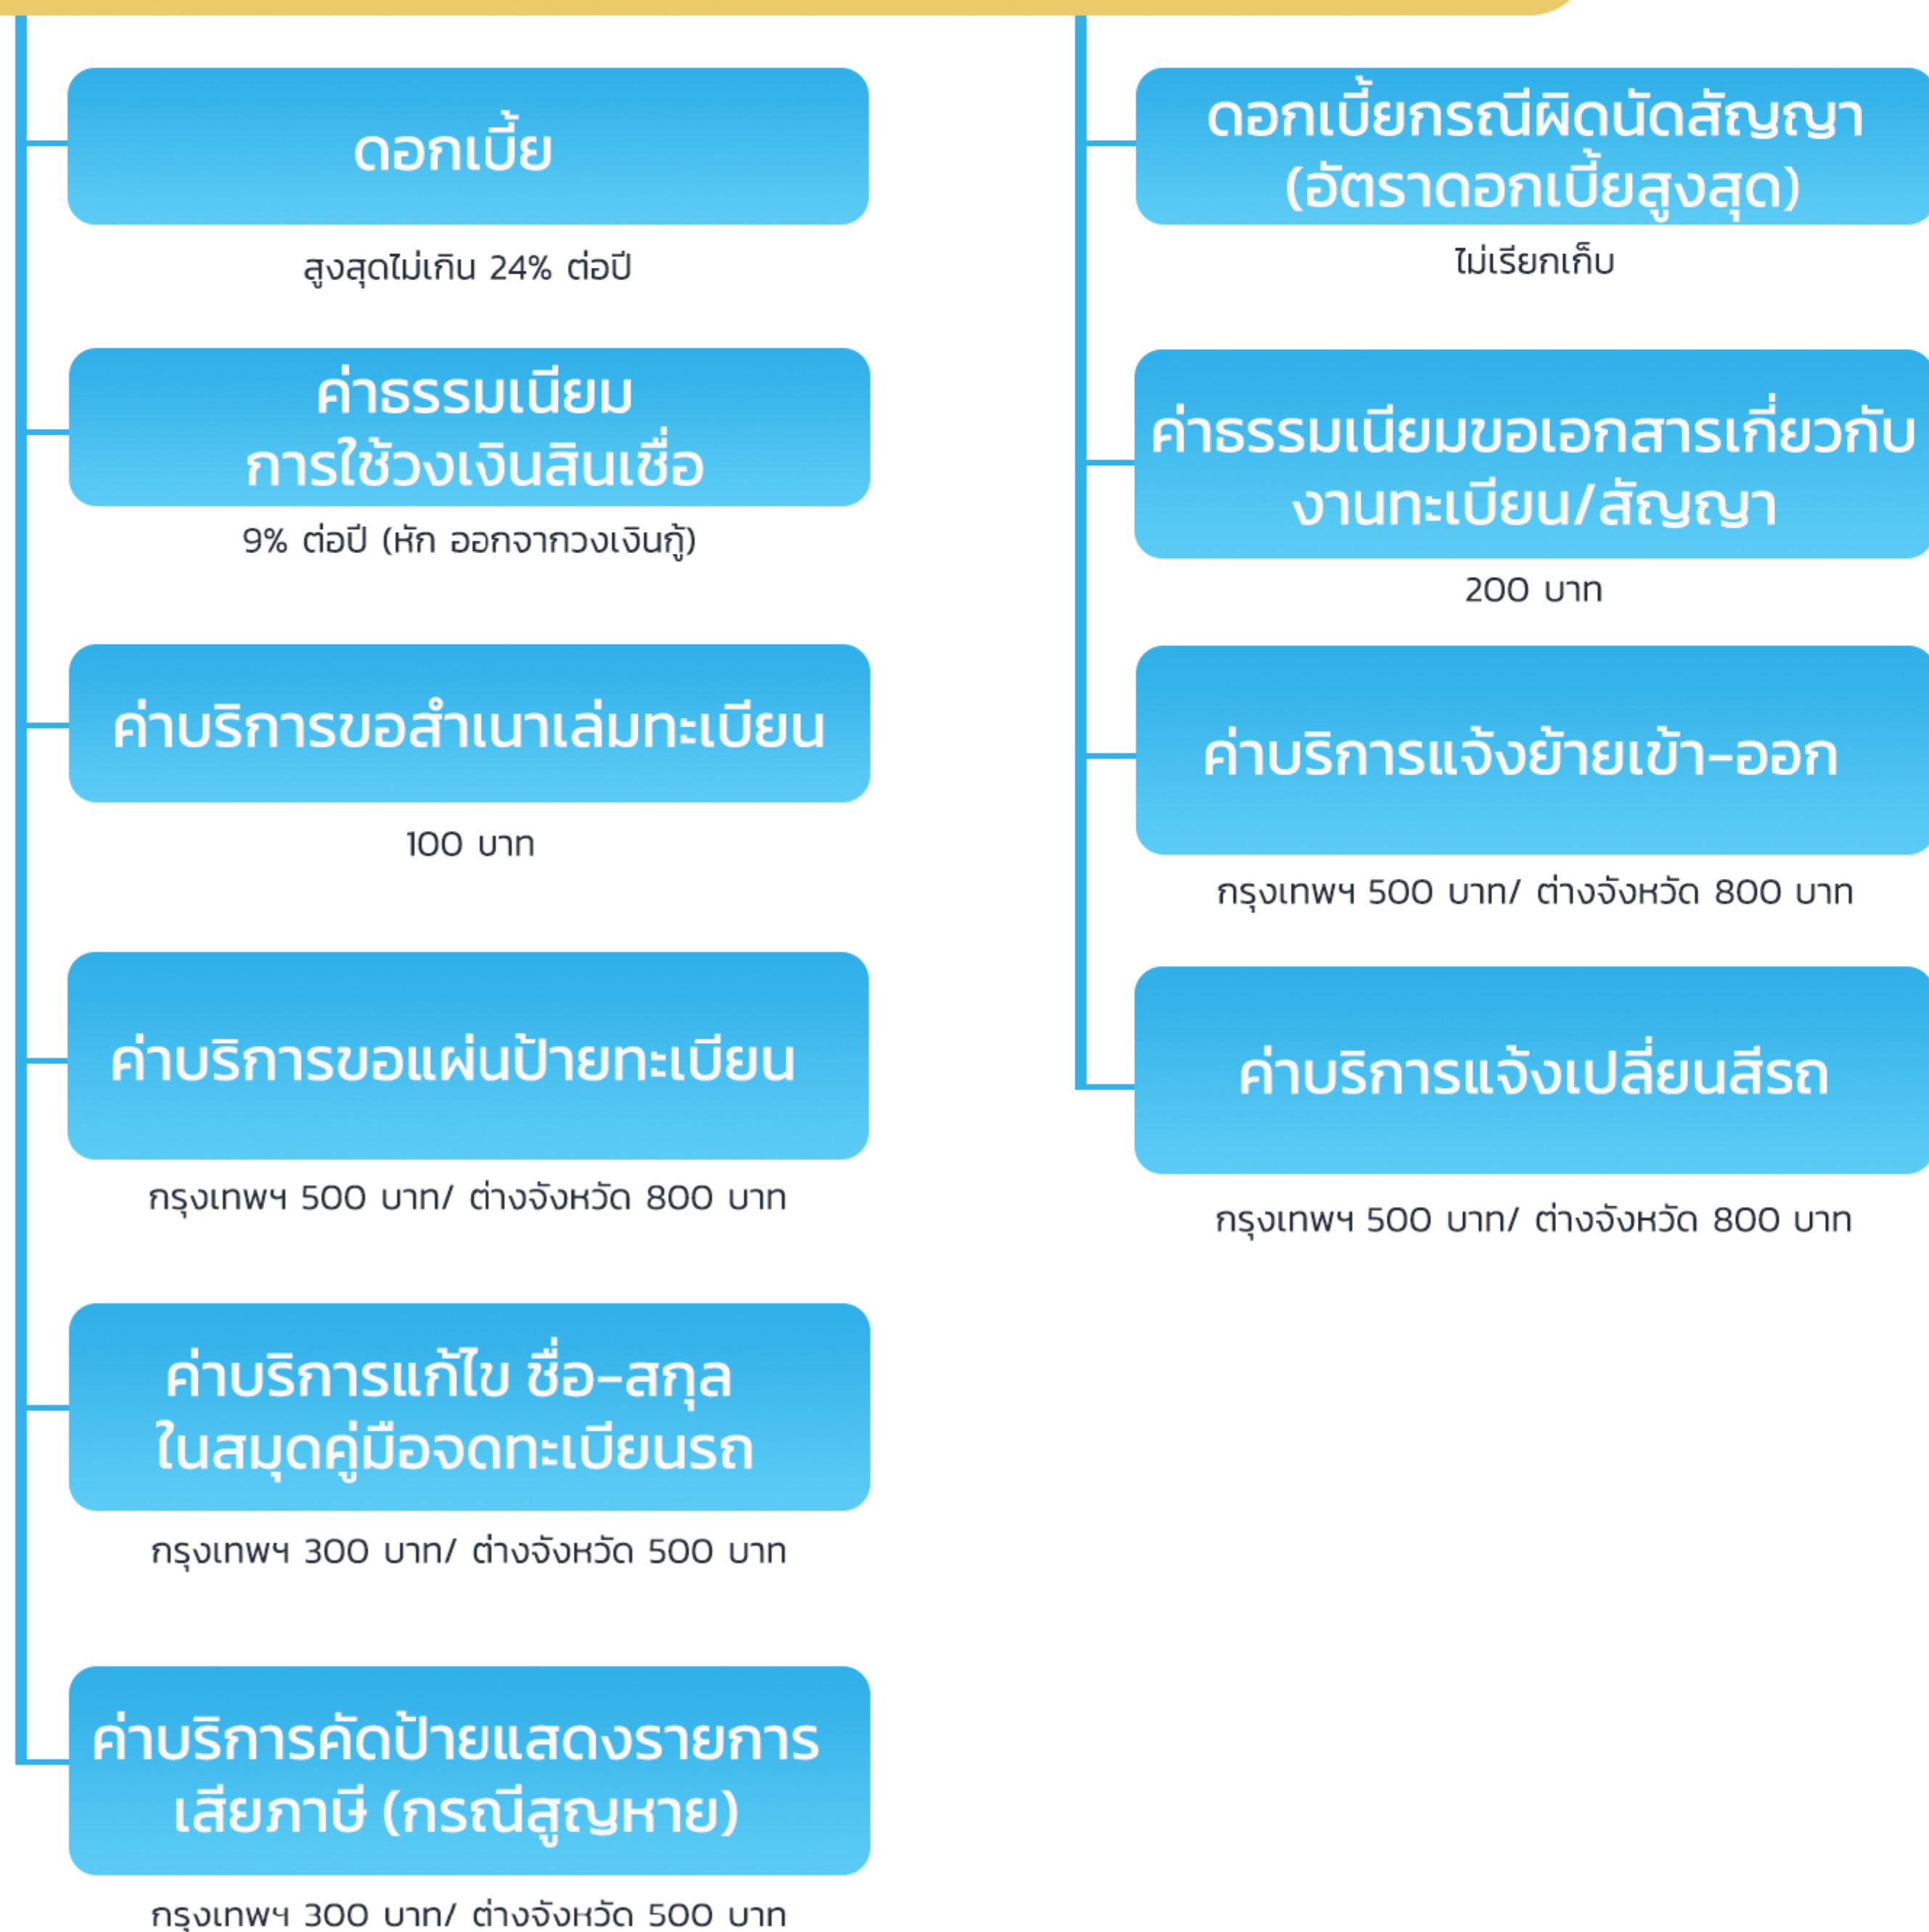 ดอกเบี้ย
สูงสุดไม่เกิน 24% ต่อปี
ค่าธรรมเนียม
การใช้วงเงินสินเชื่อ
9% ต่อปี (หัก ออกจากวงเงินกู้)
ค่าบริการขอสำเนาเล่มทะเบียน
100 บาท
ค่าบริการขอแผ่นป้ายทะเบียน
กรุงเทพฯ 500 บาท/ ต่างจังหวัด 800 บาท
ค่าบริการแก้ไข ชื่อ-สกุล
ในสมุดคู่มือจดทะเบียนรถ
กรุงเทพฯ 300 บาท/ ต่างจังหวัด 500 บาท
ค่าบริการคัดป้ายแสดงรายการ
เสียภาษี (กรณีสูญหาย)
กรุงเทพฯ 300 บาท/ ต่างจังหวัด 500 บาท
ดอกเบี้ยกรณีผิดนัดสัญญา
(อัตราดอกเบี้ยสูงสุด)
ไม่เรียกเก็บ
ค่าธรรมเนียมขอเอกสารเกี่ยวกับ
งานทะเบียน/สัญญา
200 บาท
ค่าบริการแจ้งย้ายเข้า-ออก
กรุงเทพฯ 500 บาท/ ต่างจังหวัด 800 บาท
ค่าบริการแจ้งเปลี่ยนสีรถ
กรุงเทพฯ 500 บาท/ ต่างจังหวัด 800 บาท